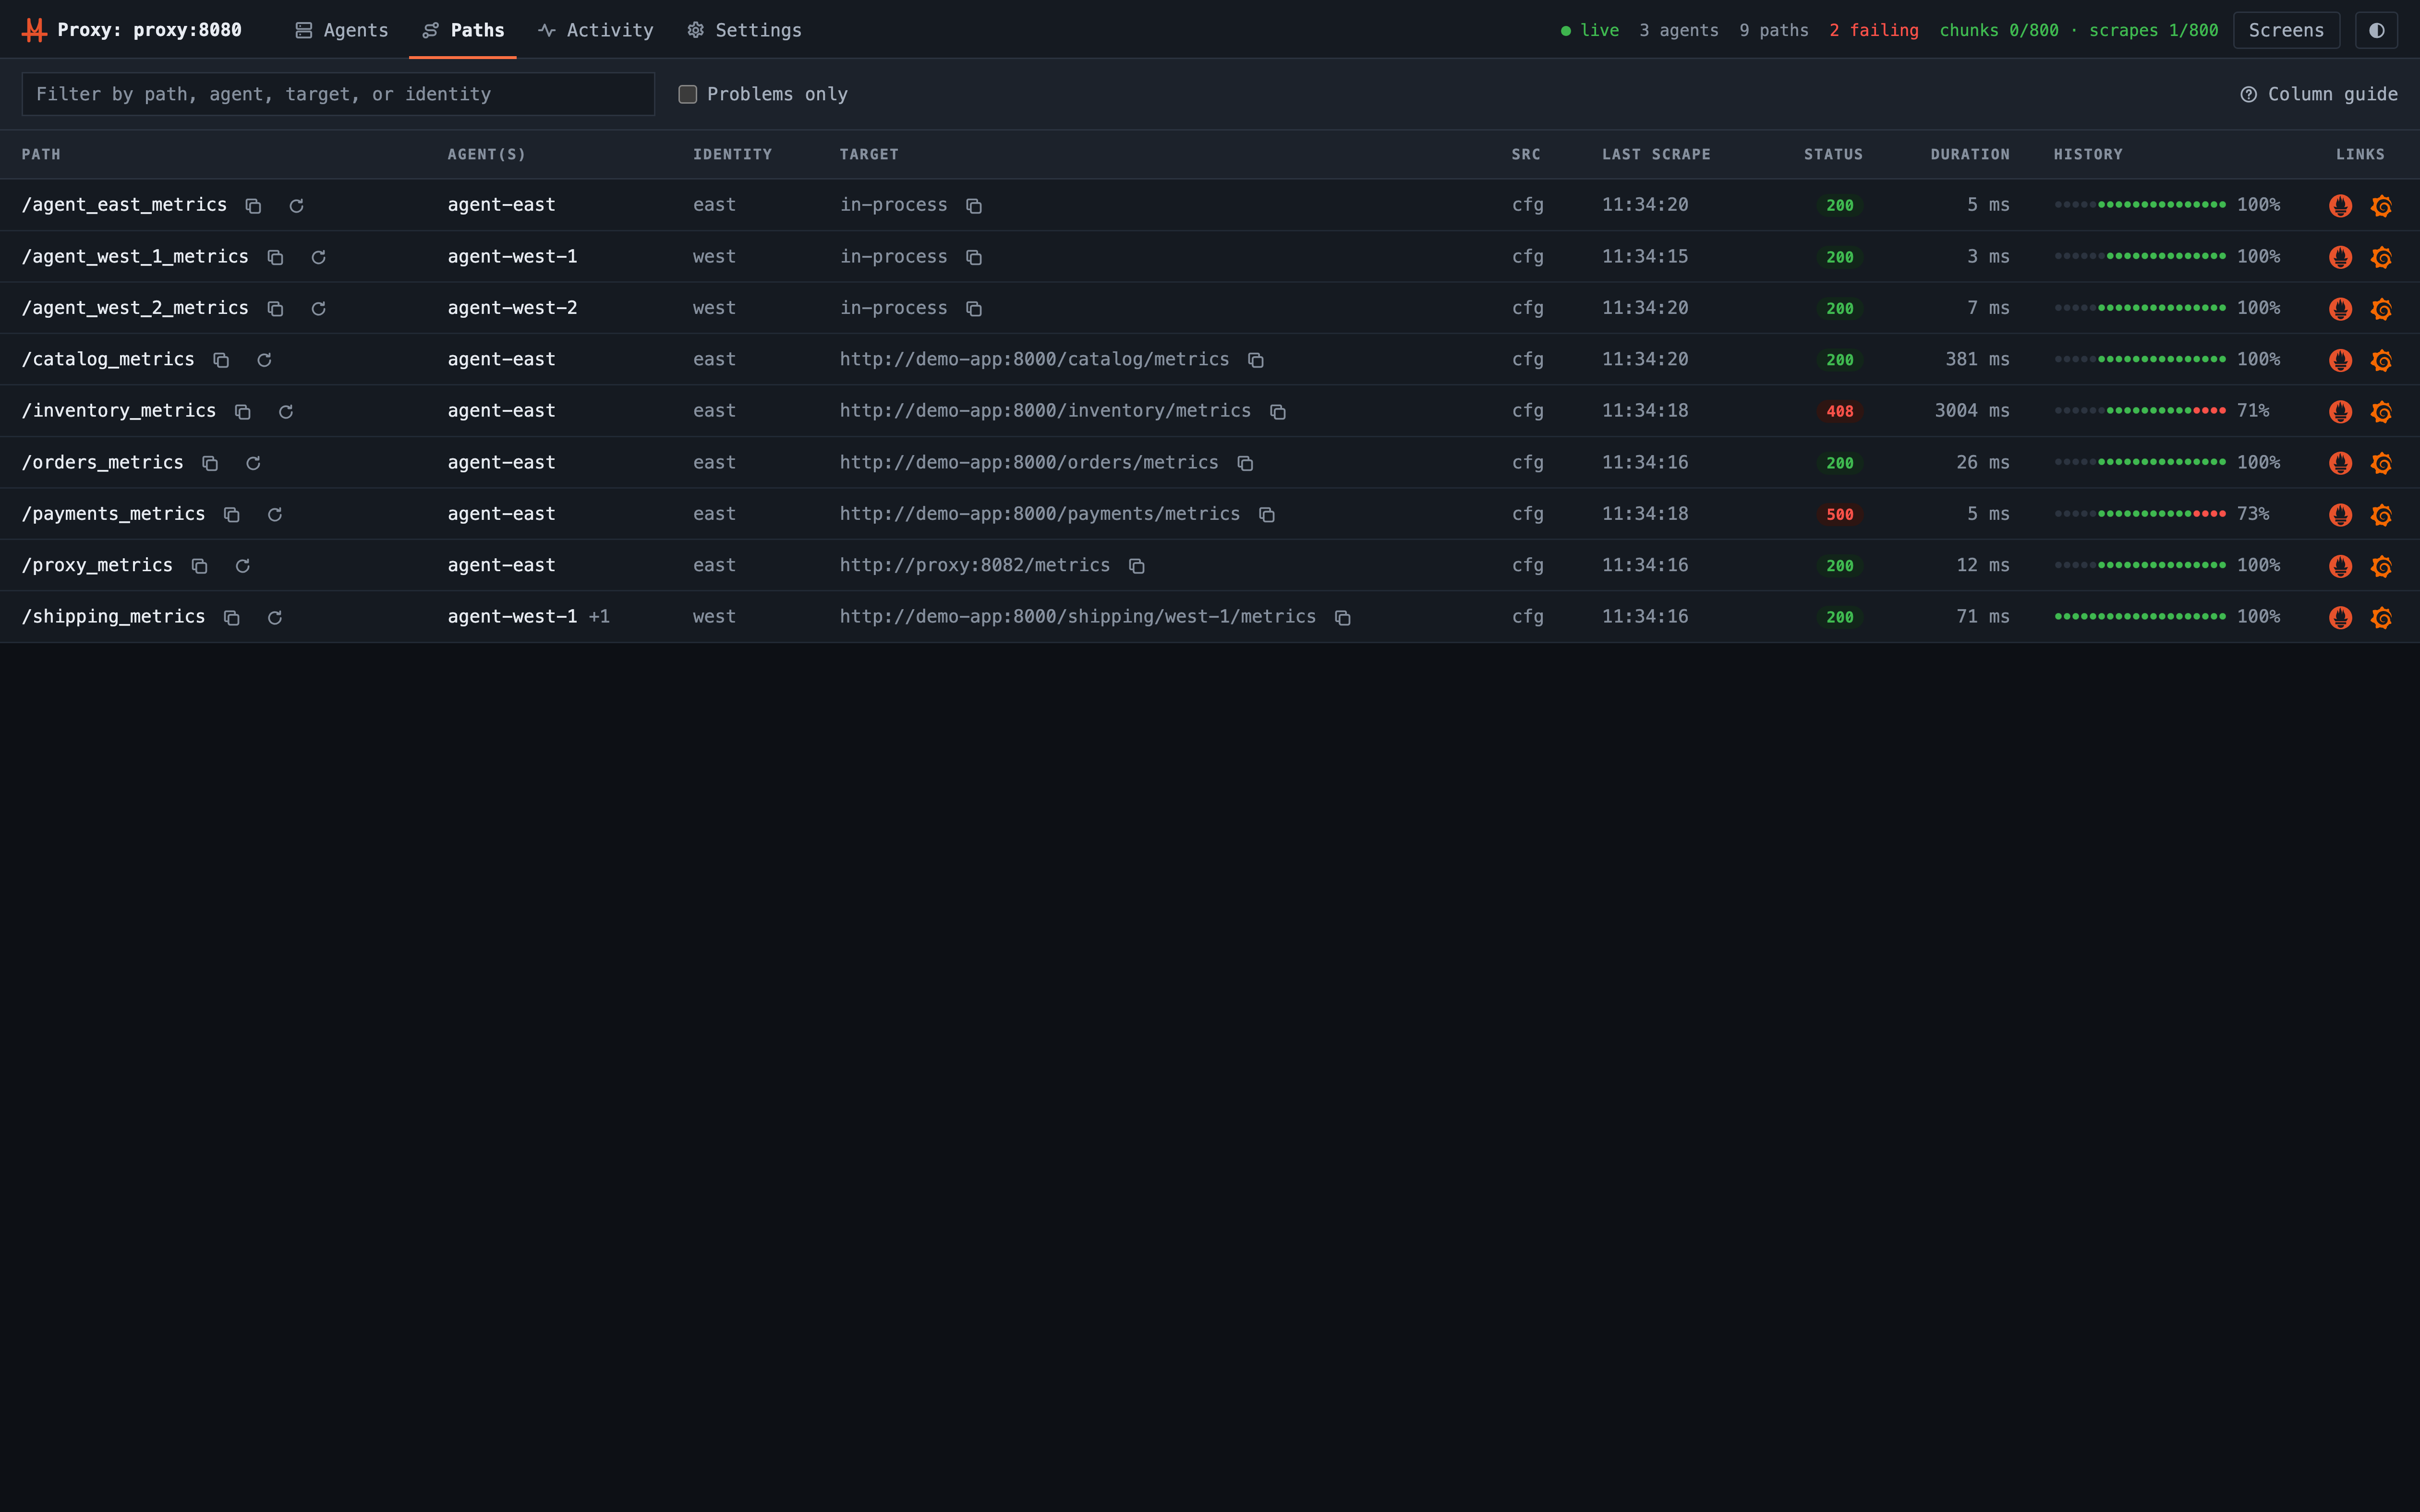 Proxy: proxy:8080 Agents Paths Activity Settings live 3 agents 9 paths 2 failing chunks 0/800 · scrapes 1/800 Screens
Filter by path, agent, target, or identity Problems only Column guide
PATH AGENT(S) IDENTITY TARGET SRC LAST SCRAPE STATUS DURATION HISTORY LINKS
/agent_east_metrics agent-east east in-process cfg 11:34:20 200 5 ms 100%
/agent_west_1_metrics agent-west-1 west in-process cfg 11:34:15 200 3 ms 100%
/agent_west_2_metrics agent-west-2 west in-process cfg 11:34:20 200 7 ms 100%
/catalog_metrics agent-east east http://demo-app:8000/catalog/metrics cfg 11:34:20 200 381 ms 100%
/inventory_metrics agent-east east http://demo-app:8000/inventory/metrics cfg 11:34:18 408 3004 ms 71%
/orders_metrics agent-east east http://demo-app:8000/orders/metrics cfg 11:34:16 200 26 ms 100%
/payments_metrics agent-east east http://demo-app:8000/payments/metrics cfg 11:34:18 500 5 ms 73%
/proxy_metrics agent-east east http://proxy:8082/metrics cfg 11:34:16 200 12 ms 100%
/shipping_metrics agent-west-1 +1 west http://demo-app:8000/shipping/west-1/metrics cfg 11:34:16 200 71 ms 100%